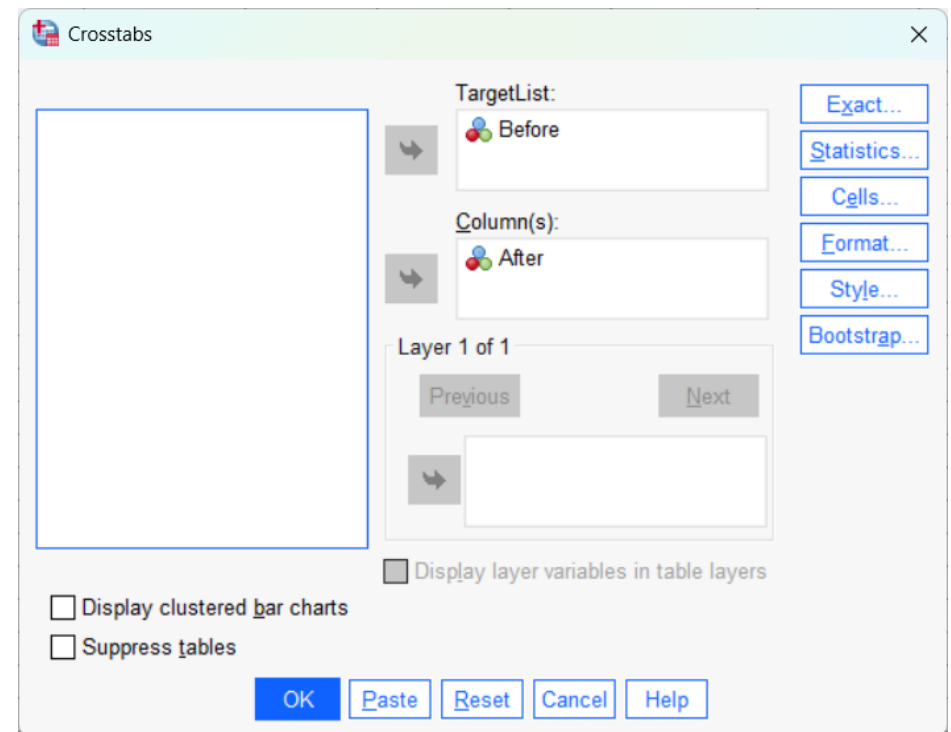 Crosstabs
TargetList:
Before
Exact...
Statistics...
Cells...
Column(s):
Format...
After
Style...
Bootstrap...
Layer 1 of 1
Previous
Next
Display layer variables in table layers
Display clustered bar charts
Suppress tables
OK
Paste
Reset
Cancel
Help